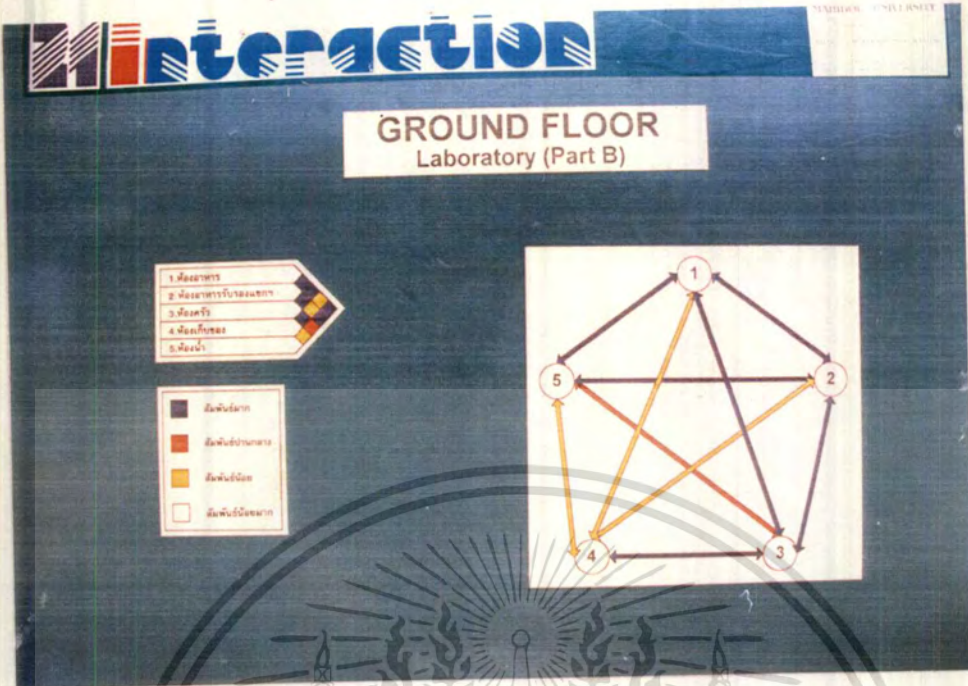 interaction
MAHIDOL UNIVERSITY
GROUND FLOOR
Laboratory (Part B)
1.ห้องอาหาร
2.ห้องอาหารรับรองแขกฯ
3.ห้องครัว
4.ห้องเก็บของ
5.ห้องน้ำ
สัมพันธ์มาก
สัมพันธ์ปานกลาง
สัมพันธ์น้อย
สัมพันธ์น้อยมาก
1
5
2
4
3